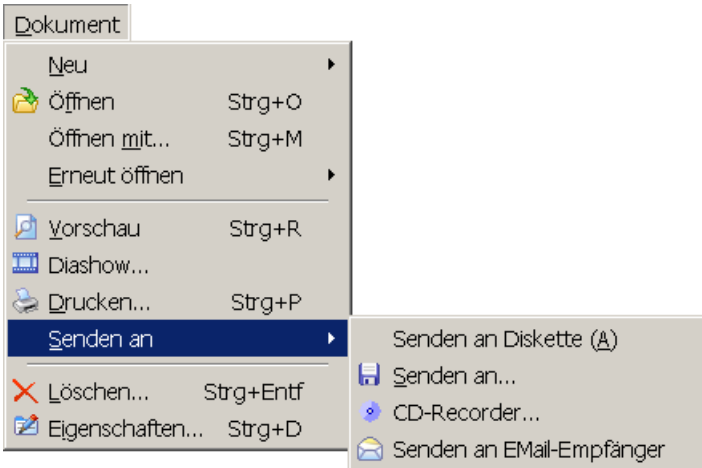 Dokument
Neu
Öffnen Strg+O
Öffnen mit... Strg+M
Erneut öffnen
Vorschau Strg+R
Diashow...
Drucken... Strg+P
Senden an
Löschen... Strg+Entf
Eigenschaften... Strg+D
Senden an Diskette (A)
Senden an...
CD-Recorder...
Senden an EMail-Empfänger